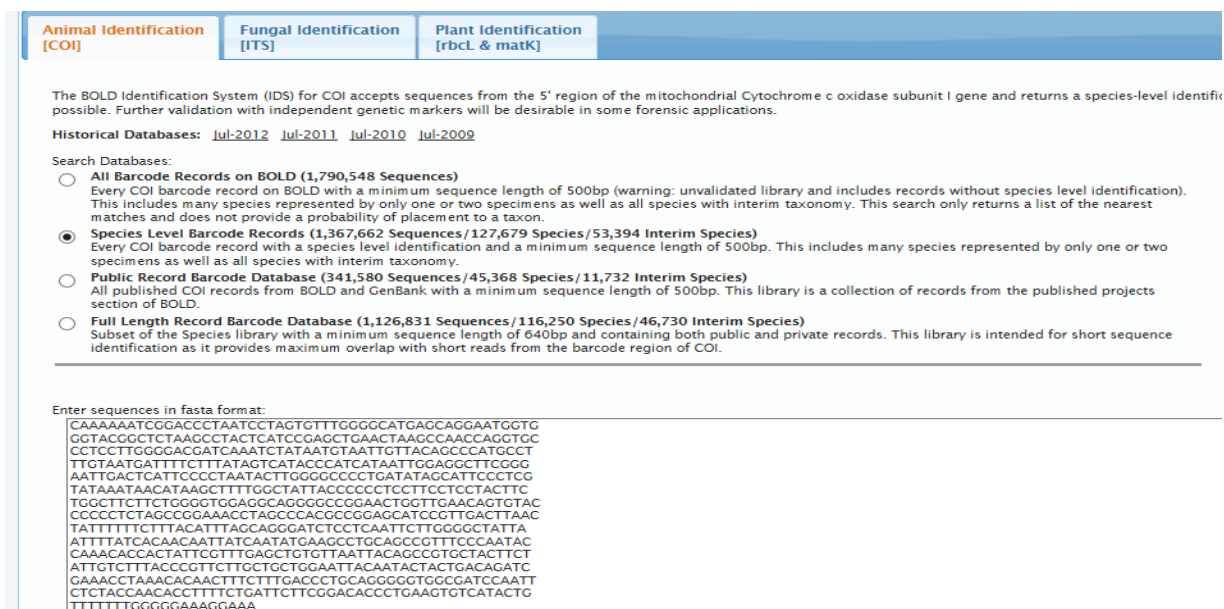 Animal Identification
[COI]
Fungal Identification
[ITS]
Plant Identification
[rbcL & matK]
The BOLD Identification System (IDS) for COI accepts sequences from the 5' region of the mitochondrial Cytochrome c oxidase subunit I gene and returns a species-level identific
possible. Further validation with independent genetic markers will be desirable in some forensic applications.
Historical Databases: Jul-2012 Jul-2011 Jul-2010 Jul-2009
Search Databases:
All Barcode Records on BOLD (1,790,548 Sequences)
Every COI barcode record on BOLD with a minimum sequence length of 500bp (warning: unvalidated library and includes records without species level identification).
This includes many species represented by only one or two specimens as well as all species with interim taxonomy. This search only returns a list of the nearest
matches and does not provide a probability of placement to a taxon.
Species Level Barcode Records (1,367,662 Sequences/127,679 Species/53,394 Interim Species)
Every COI barcode record with a species level identification and a minimum sequence length of 500bp. This includes many species represented by only one or two
specimens as well as all species with interim taxonomy.
Public Record Barcode Database (341,580 Sequences/45,368 Species/11,732 Interim Species)
All published COI records from BOLD and GenBank with a minimum sequence length of 500bp. This library is a collection of records from the published projects
section of BOLD.
Full Length Record Barcode Database (1,126,831 Sequences/116,250 Species/46,730 Interim Species)
Subset of the Species library with a minimum sequence length of 640bp and containing both public and private records. This library is intended for short sequence
identification as it provides maximum overlap with short reads from the barcode region of COI.
Enter sequences in fasta format:
CAAAAAATCGGACCCTAATCCTAGTGTTTGGGGCATGAGCAGGAATGGTG
GGTACGGCTCTAAGCCTACTCATCCGAGCTGAACTAAGCCAACCAGGTGC
CCTCCTTGGGGACGATCAAATCTATAATGTAATTGTTACAGCCCATGCCT
TTGTAATGATTTTCTTTATAGTCATACCCATCATAATTGGAGGCTTCGGG
AATTGACTCATTCCCCTAATACTTGGGGCCCCTGATATAGCATTCCCTCG
TATAAATAACATAAGCTTTTGGCTATTACCCCCCTCCTTCCTCCTACTTC
TGGCTTCTTCTGGGGTGGAGGCAGGGGCCGGAACTGGTTGAACAGTGTAC
CCCCCTCTAGCCGGAAACCTAGCCCACGCCGGAGCATCCGTTGACTTAAC
TATTTTTTCTTTACATTTAGCAGGGATCTCCTCAATTCTTGGGGCTATTA
ATTTTATCACAACAATTATCAATATGAAGCCTGCAGCCGTTTCCCAATAC
CAAACACCACTATTCGTTTGAGCTGTGTTAATTACAGCCGTGCTACTTCT
ATTGTCTTTACCCGTTCTTGCTGCTGGAATTACAATACTACTGACAGATC
GAAACCTAAACACAACTTTCTTTGACCCTGCAGGGGGTGGCGATCCAATT
CTCTACCAACACCTTTTCTGATTCTTCGGACACCCTGAAGTGTCATACTG
TTTTTTTGGGGGAAAGGAAA